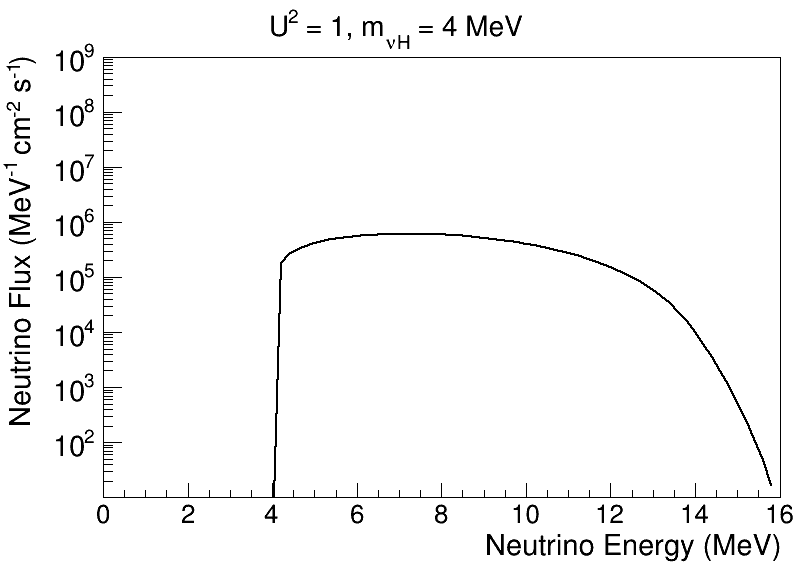 U² = 1, m_νH = 4 MeV
Neutrino Flux (MeV⁻¹ cm⁻² s⁻¹)
10⁹
10⁸
10⁷
10⁶
10⁵
10⁴
10³
10²
0 2 4 6 8 10 12 14 16
Neutrino Energy (MeV)